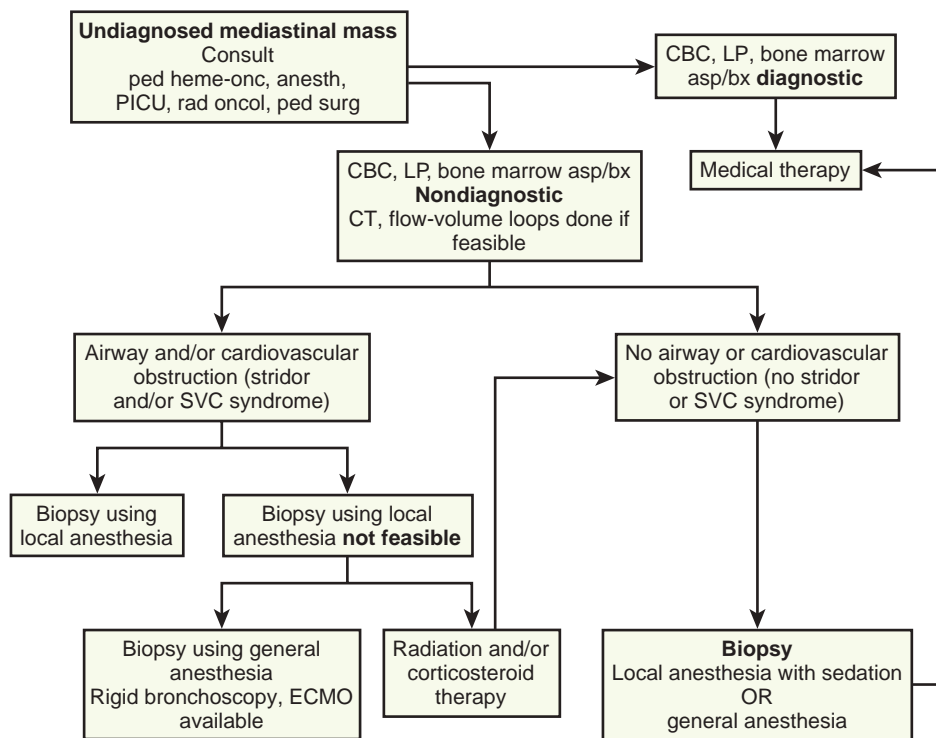 Undiagnosed mediastinal mass
Consult
ped heme-onc, anesth,
PICU, rad oncol, ped surg
CBC, LP, bone marrow
asp/bx diagnostic
Medical therapy
CBC, LP, bone marrow asp/bx
Nondiagnostic
CT, flow-volume loops done if
feasible
Airway and/or cardiovascular
obstruction (stridor
and/or SVC syndrome)
No airway or cardiovascular
obstruction (no stridor
or SVC syndrome)
Biopsy using
local anesthesia
Biopsy using local
anesthesia not feasible
Biopsy using general
anesthesia
Rigid bronchoscopy, ECMO
available
Radiation and/or
corticosteroid
therapy
Biopsy
Local anesthesia with sedation
OR
general anesthesia